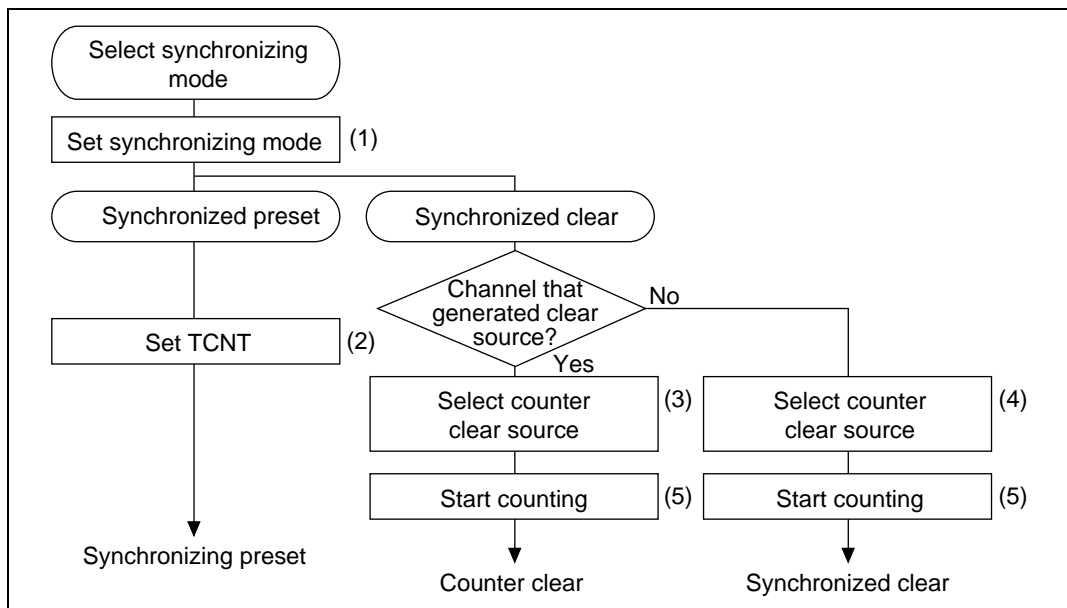 Select synchronizing
mode
Set synchronizing mode
(1)
Synchronized preset
Synchronized clear
Channel that
generated clear
source?
No
Yes
Set TCNT
(2)
Select counter
clear source
(3)
Select counter
clear source
(4)
Start counting
(5)
Start counting
(5)
Synchronizing preset
Counter clear
Synchronized clear